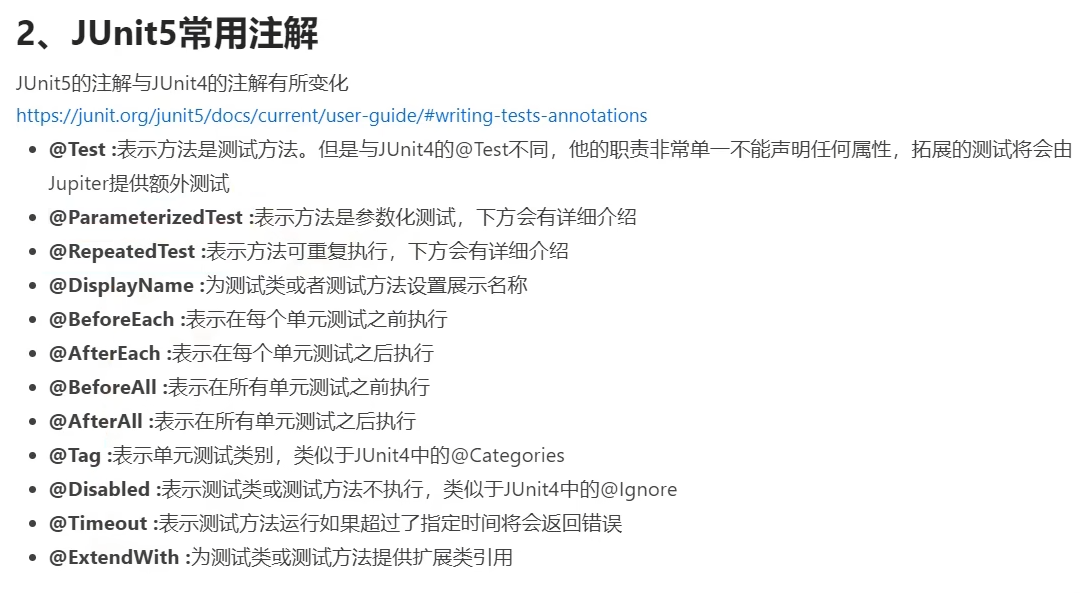 2、JUnit5常用注解
JUnit5的注解与JUnit4的注解有所变化
https://junit.org/junit5/docs/current/user-guide/#writing-tests-annotations
• @Test :表示方法是测试方法。但是与JUnit4的@Test不同，他的职责非常单一不能声明任何属性，拓展的测试将会由
Jupiter提供额外测试
• @ParameterizedTest :表示方法是参数化测试，下方会有详细介绍
• @RepeatedTest :表示方法可重复执行，下方会有详细介绍
• @DisplayName :为测试类或者测试方法设置展示名称
• @BeforeEach :表示在每个单元测试之前执行
• @AfterEach :表示在每个单元测试之后执行
• @BeforeAll :表示在所有单元测试之前执行
• @AfterAll :表示在所有单元测试之后执行
• @Tag :表示单元测试类别，类似于JUnit4中的@Categories
• @Disabled :表示测试类或测试方法不执行，类似于JUnit4中的@Ignore
• @Timeout :表示测试方法运行如果超过了指定时间将会返回错误
• @ExtendWith :为测试类或测试方法提供扩展类引用